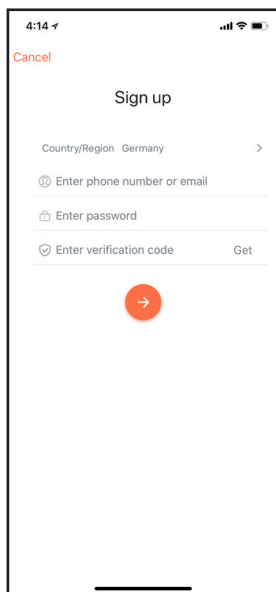 4:14
Cancel
Sign up
Country/Region Germany
Enter phone number or email
Enter password
Enter verification code Get